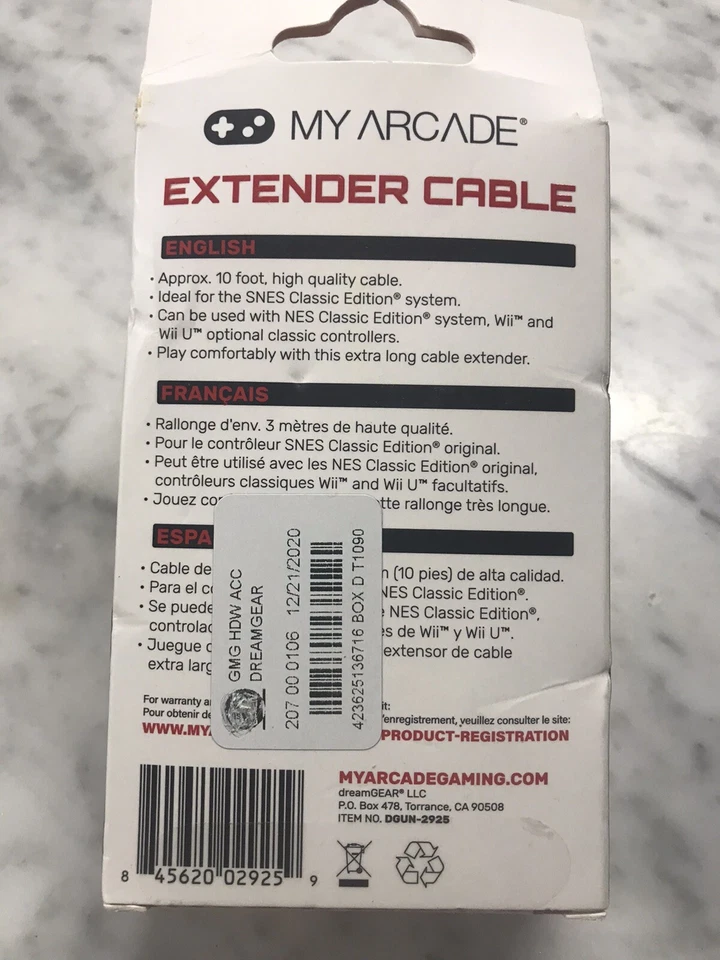 MY ARCADE®
EXTENDER CABLE
ENGLISH
• Approx. 10 foot, high quality cable.
• Ideal for the SNES Classic Edition® system.
• Can be used with NES Classic Edition® system, Wii™ and
Wii U™ optional classic controllers.
• Play comfortably with this extra long cable extender.
FRANÇAIS
• Rallonge d'env. 3 mètres de haute qualité.
• Pour le contrôleur SNES Classic Edition® original.
• Peut être utilisé avec les NES Classic Edition® original,
contrôleurs classiques Wii™ and Wii U™ facultatifs.
• Jouez co tte rallonge très longue.
ESPA
• Cable de n (10 pies) de alta calidad.
• Para el c NES Classic Edition®.
• Se puede NES Classic Edition®,
controla s de Wii™ y Wii U™.
• Juegue extensor de cable
extra larg
GMG HDW ACC
DREAMGEAR
207 00 0106 12/21/2020
423625136716 BOX D T1090
For warranty a it:
Pour obtenir de 'enregistrement, veuillez consulter le site:
WWW.MY PRODUCT-REGISTRATION
MYARCADEGAMING.COM
dreamGEAR® LLC
P.O. Box 478, Torrance, CA 90508
ITEM NO. DGUN-2925
8 45620 02925 9